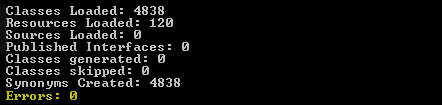 Classes Loaded: 4838
Resources Loaded: 120
Sources Loaded: 0
Published Interfaces: 0
Classes generated: 0
Classes skipped: 0
Synonyms Created: 4838
Errors: 0